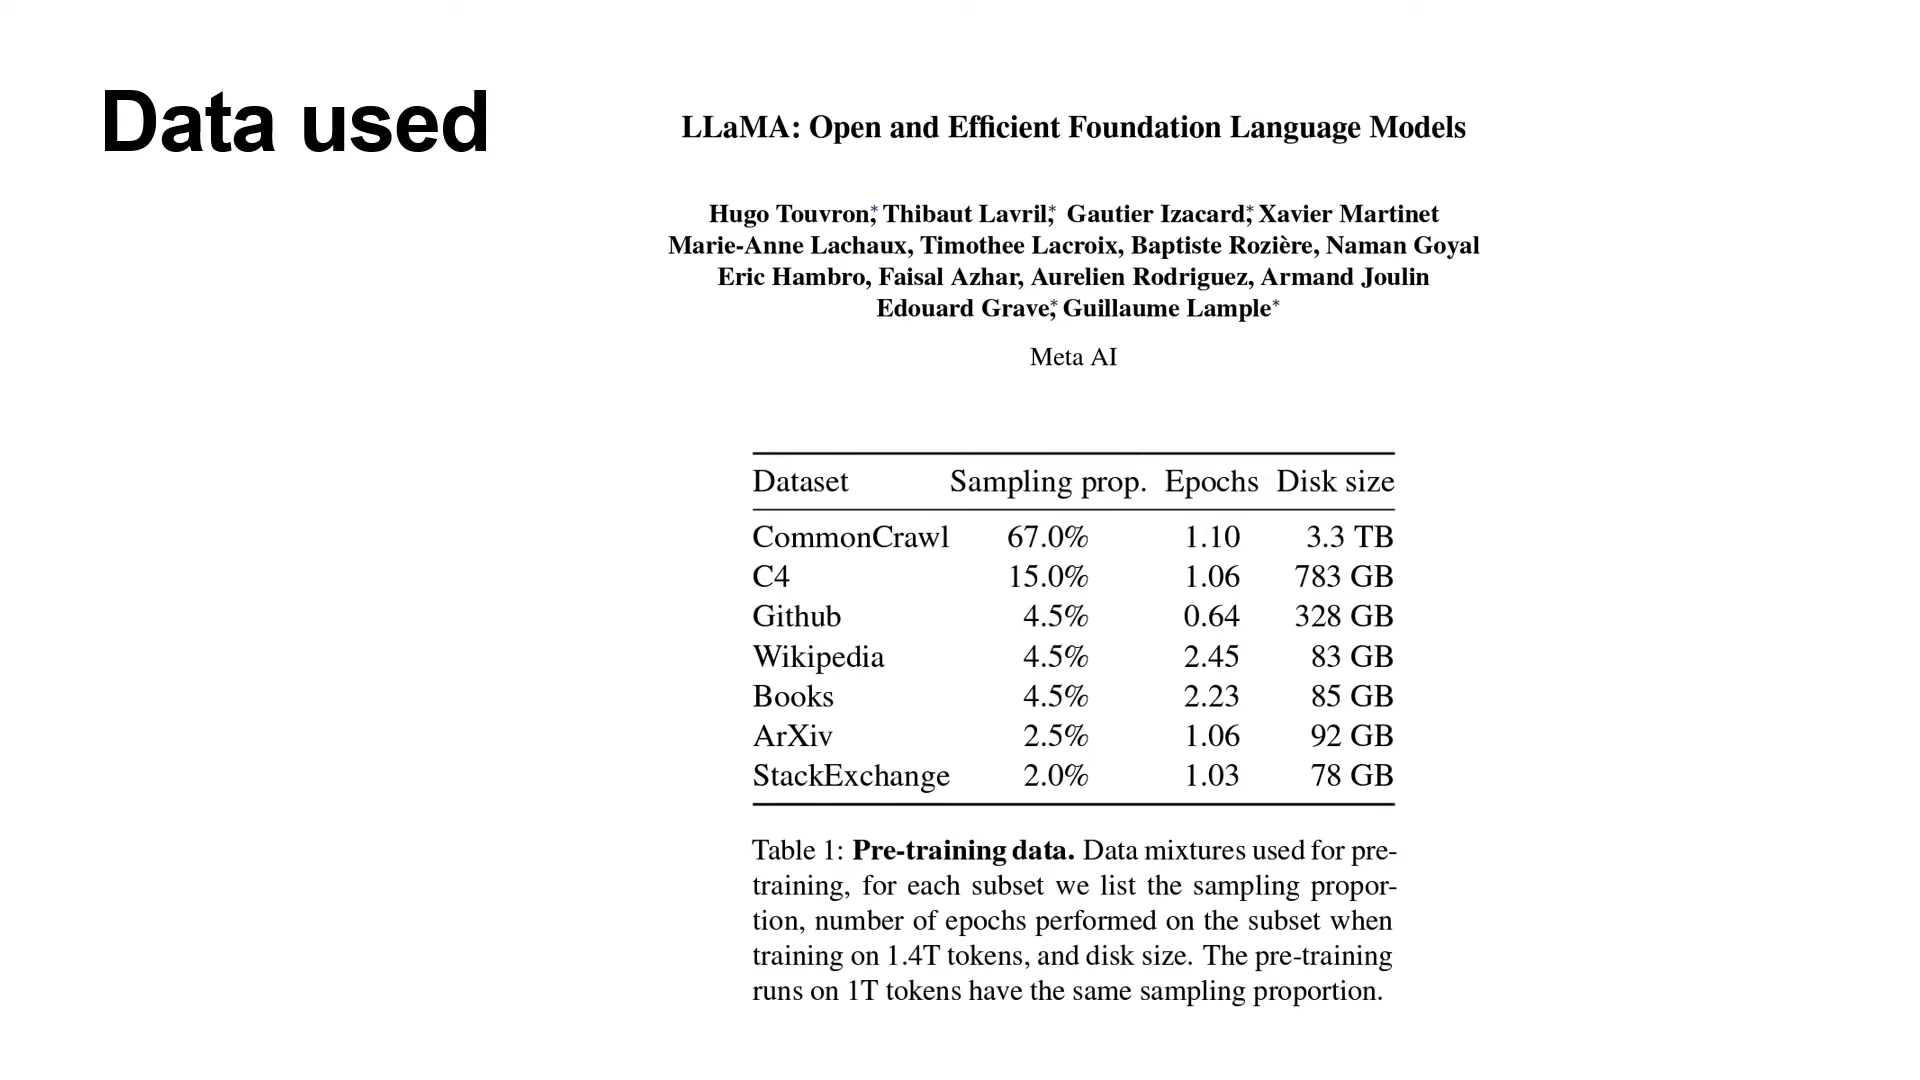 Data used
LLaMA: Open and Efficient Foundation Language Models
Hugo Touvron*, Thibaut Lavril*, Gautier Izacard*, Xavier Martinet
Marie-Anne Lachaux, Timothee Lacroix, Baptiste Rozière, Naman Goyal
Eric Hambro, Faisal Azhar, Aurelien Rodriguez, Armand Joulin
Edouard Grave*, Guillaume Lample*
Meta AI
Dataset Sampling prop. Epochs Disk size
CommonCrawl 67.0% 1.10 3.3 TB
C4 15.0% 1.06 783 GB
Github 4.5% 0.64 328 GB
Wikipedia 4.5% 2.45 83 GB
Books 4.5% 2.23 85 GB
ArXiv 2.5% 1.06 92 GB
StackExchange 2.0% 1.03 78 GB
Table 1: Pre-training data. Data mixtures used for pre-
training, for each subset we list the sampling propor-
tion, number of epochs performed on the subset when
training on 1.4T tokens, and disk size. The pre-training
runs on 1T tokens have the same sampling proportion.